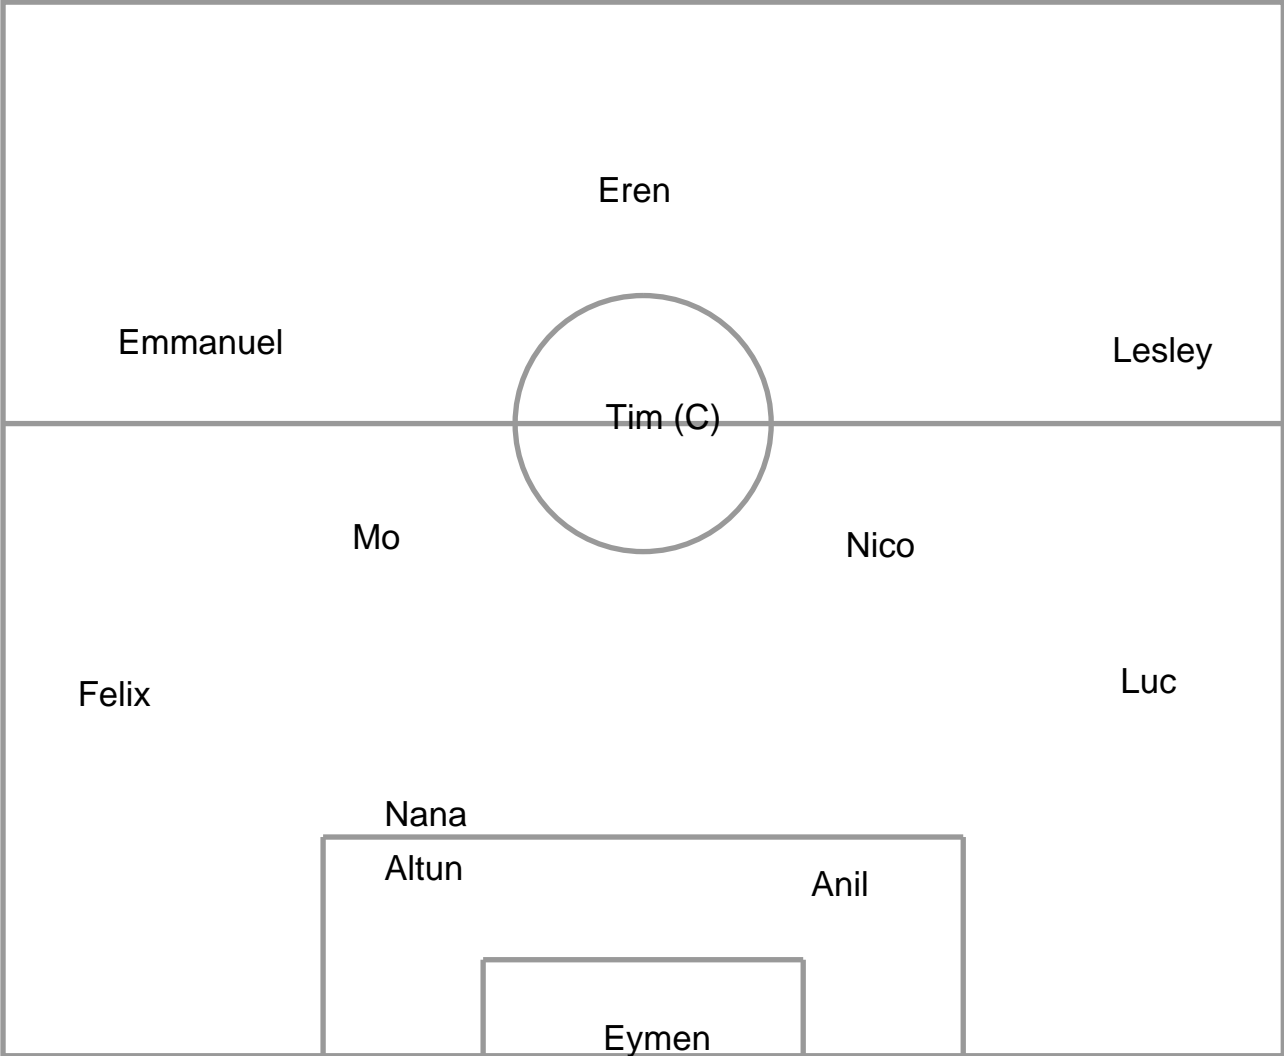 Eren
Emmanuel
Lesley
Tim (C)
Mo
Nico
Felix
Luc
Nana
Altun
Anil
Eymen